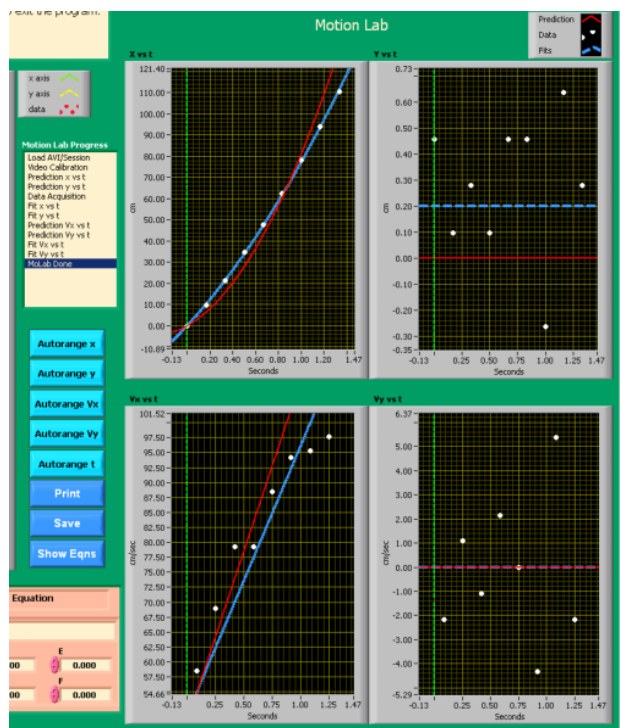 o exit the program.
Motion Lab
Prediction
Data
Fits
x axis
y axis
data
Motion Lab Progress
Load AVI/Session
Video Calibration
Prediction x vs t
Prediction y vs t
Data Acquisition
Fit x vs t
Fit y vs t
Prediction Vx vs t
Prediction Vy vs t
Fit Vx vs t
Fit Vy vs t
MoLab Done
Autorange x
Autorange y
Autorange Vx
Autorange Vy
Autorange t
Print
Save
Show Eqns
Equation
E
00
0.000
F
00
0.000
X vs t
121.40
110.00
100.00
90.00
80.00
70.00
60.00
50.00
40.00
30.00
20.00
10.00
0.00
-10.89
cm
-0.13 0.20 0.40 0.60 0.80 1.00 1.20 1.47
Seconds
Y vs t
0.73
0.60
0.50
0.40
0.30
0.20
0.10
0.00
-0.10
-0.20
-0.30
-0.35
cm
-0.13 0.25 0.50 0.75 1.00 1.25 1.47
Seconds
Vx vs t
101.52
97.50
95.00
92.50
90.00
87.50
85.00
82.50
80.00
77.50
75.00
72.50
70.00
67.50
65.00
62.50
60.00
57.50
54.66
cm/sec
-0.13 0.25 0.50 0.75 1.00 1.25 1.47
Seconds
Vy vs t
6.37
5.00
4.00
3.00
2.00
1.00
0.00
-1.00
-2.00
-3.00
-4.00
-5.29
cm/sec
-0.13 0.25 0.50 0.75 1.00 1.25 1.47
Seconds